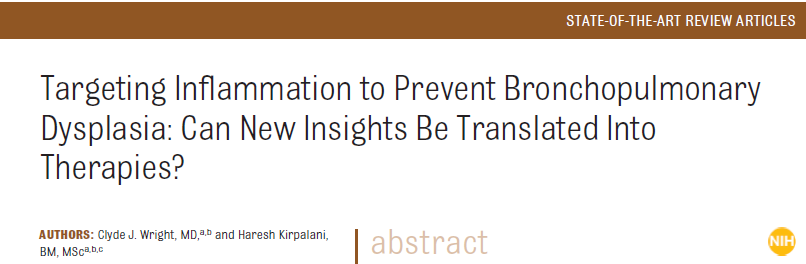 STATE-OF-THE-ART REVIEW ARTICLES
Targeting Inflammation to Prevent Bronchopulmonary
Dysplasia: Can New Insights Be Translated Into
Therapies?
AUTHORS: Clyde J. Wright, MD,a,b and Haresh Kirpalani,
BM, MSca,b,c
abstract
NIH